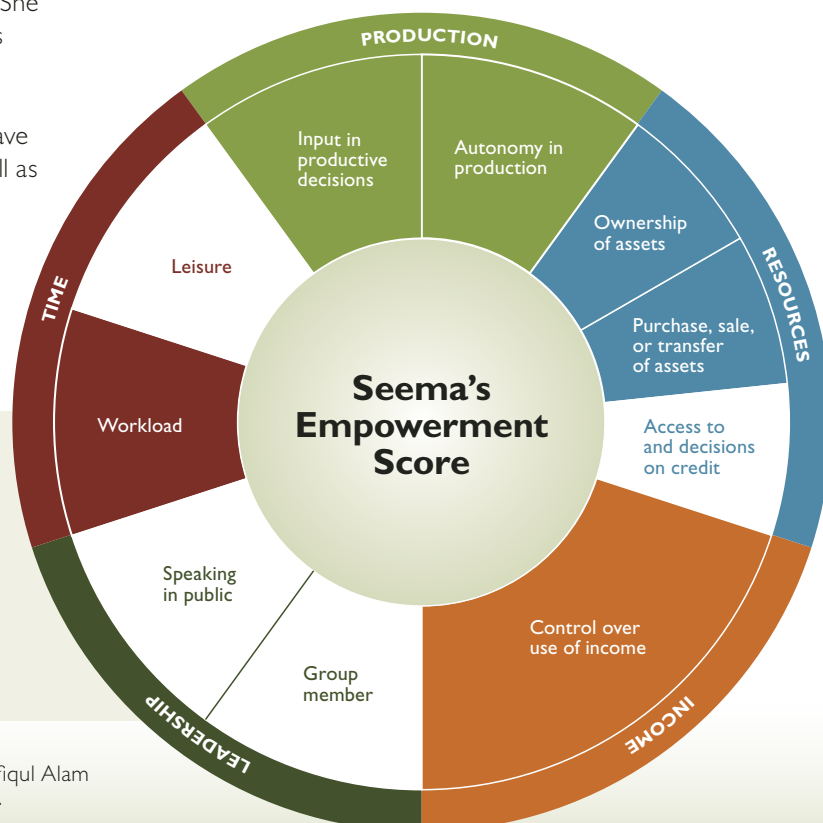 She
s
ave
ll as
PRODUCTION
Input in
productive
decisions
Autonomy in
production
Ownership
of assets
RESOURCES
Purchase, sale,
or transfer
of assets
Access to
and decisions
on credit
Leisure
TIME
Workload
Seema’s
Empowerment
Score
Speaking
in public
Group
member
LEADERSHIP
Control over
use of income
INCOME
fiqul Alam